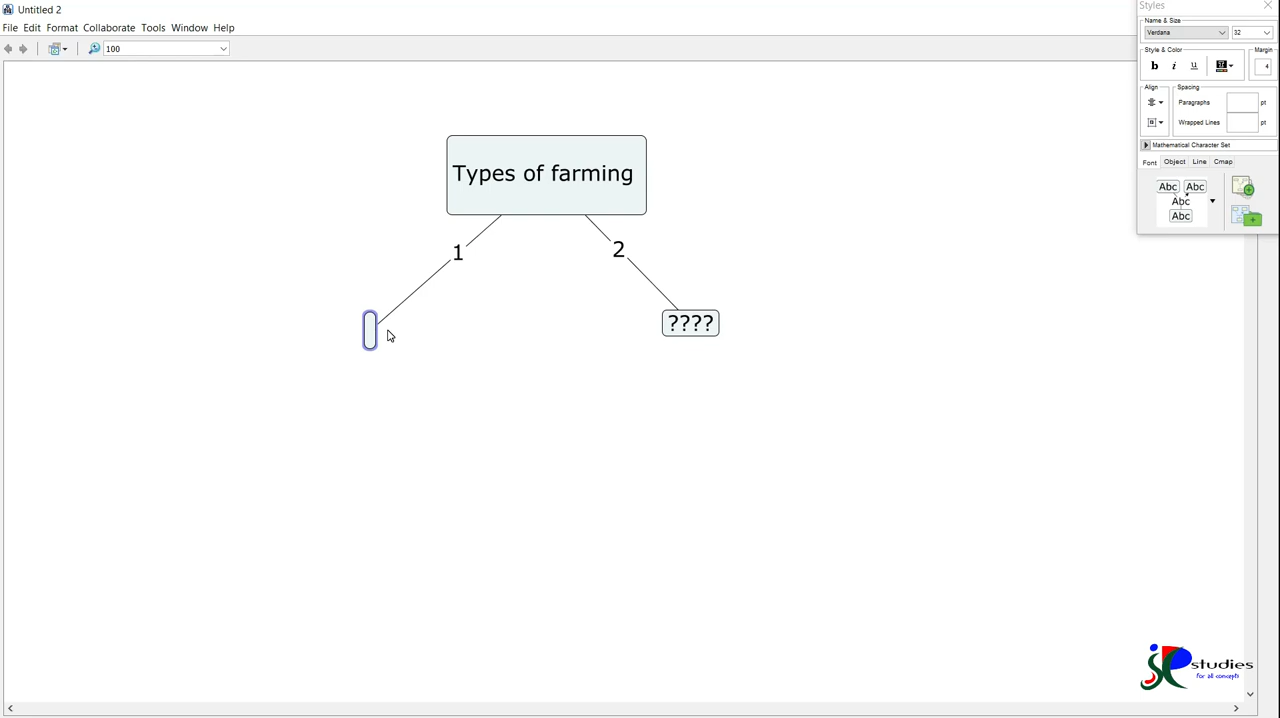 Untitled 2
File Edit Format Collaborate Tools Window Help
100
Styles
Name & Size
Verdana 32
Style & Color Margin
b i u 4
Align Spacing
Paragraphs pt
Wrapped Lines pt
Mathematical Character Set
Font Object Line Cmap
Abc Abc
Abc
Abc
Types of farming
1 2
????
studies
for all concepts